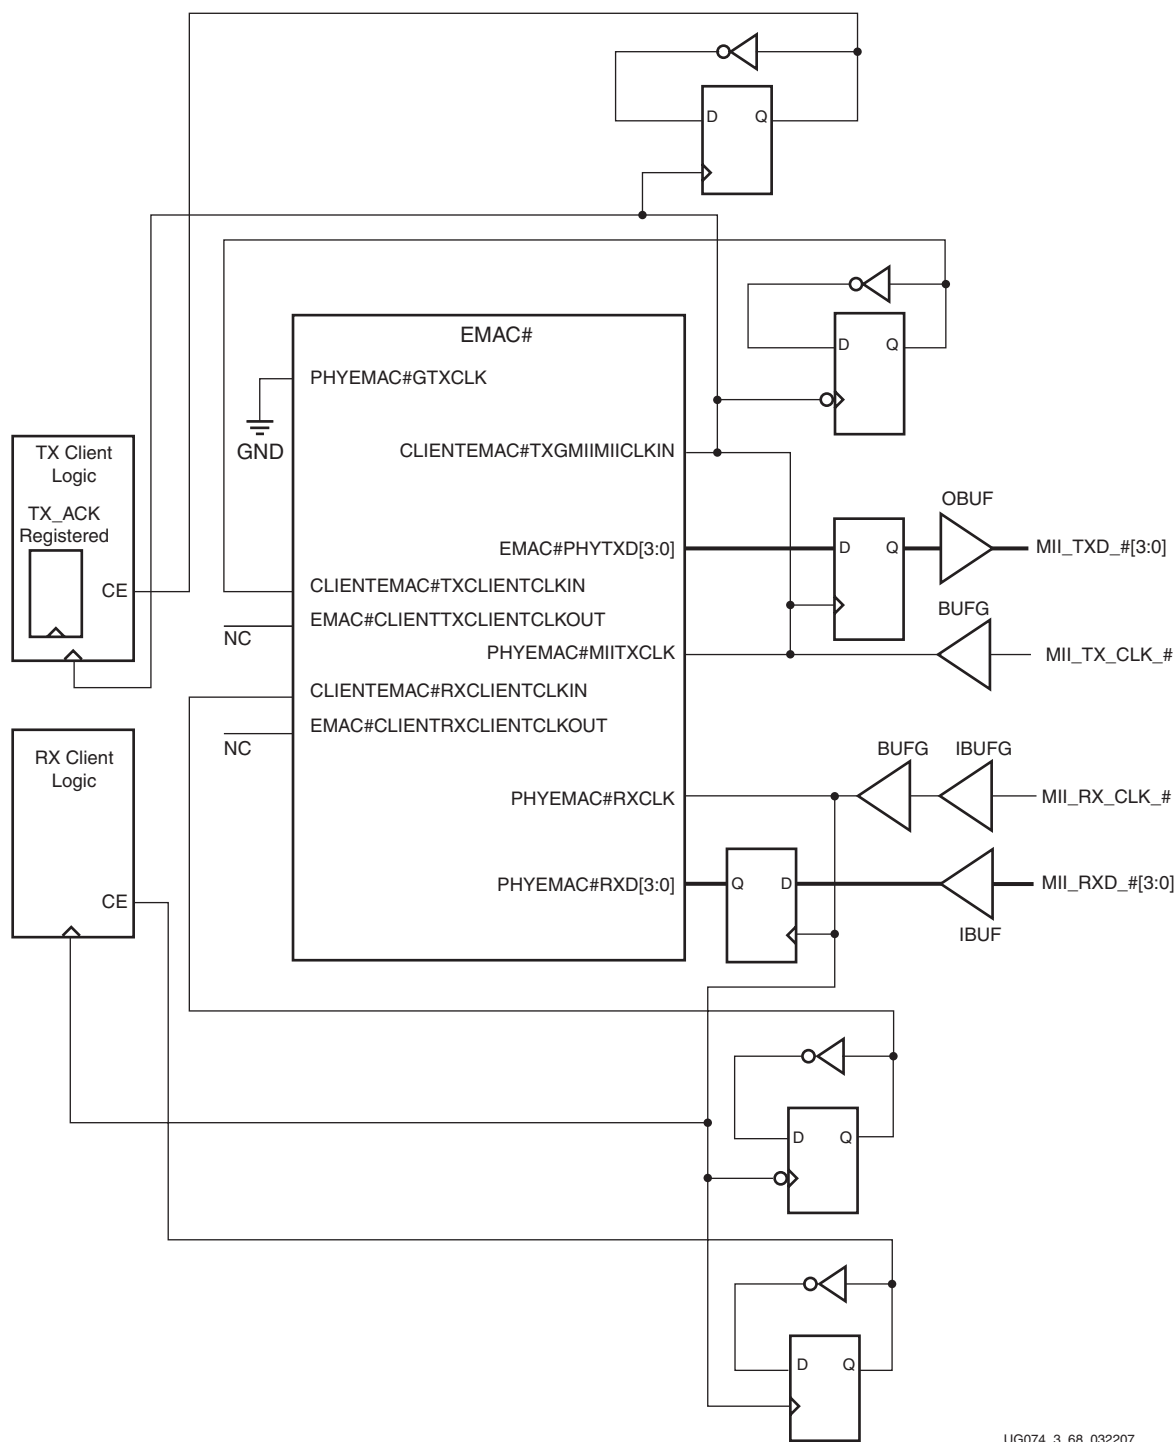 D Q
D Q
EMAC#
PHYEMAC#GTXCLK
GND
CLIENTEMAC#TXGMIIMIICLKIN
TX Client
Logic
TX_ACK
Registered
CE
OBUF
EMAC#PHYTXD[3:0]
D Q
MII_TXD_#[3:0]
CLIENTEMAC#TXCLIENTCLKIN
EMAC#CLIENTTXCLIENTCLKOUT
NC
BUFG
PHYEMAC#MIITXCLK
MII_TX_CLK_#
CLIENTEMAC#RXCLIENTCLKIN
EMAC#CLIENTRXCLIENTCLKOUT
NC
RX Client
Logic
CE
BUFG IBUFG
PHYEMAC#RXCLK
MII_RX_CLK_#
PHYEMAC#RXD[3:0]
Q D
MII_RXD_#[3:0]
IBUF
D Q
D Q
UG074_3_68_032207